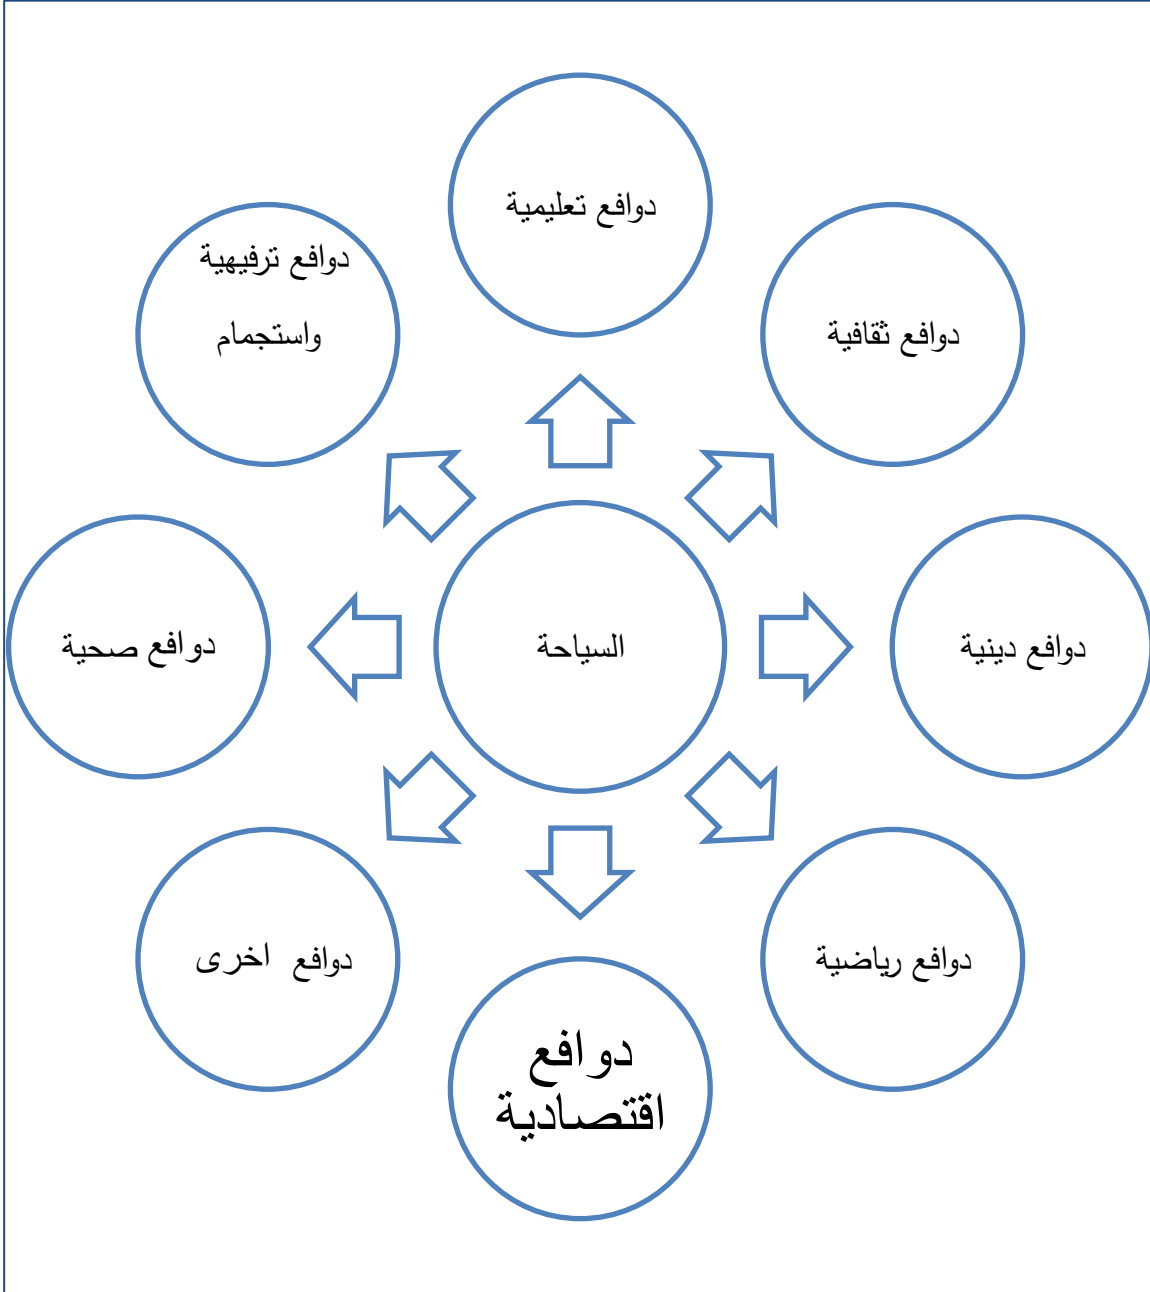 دوافع تعليمية
دوافع ثقافية
دوافع ترفيهية
واستجمام
دوافع دينية
السياحة
دوافع صحية
دوافع رياضية
دوافع اخرى
دوافع
اقتصادية